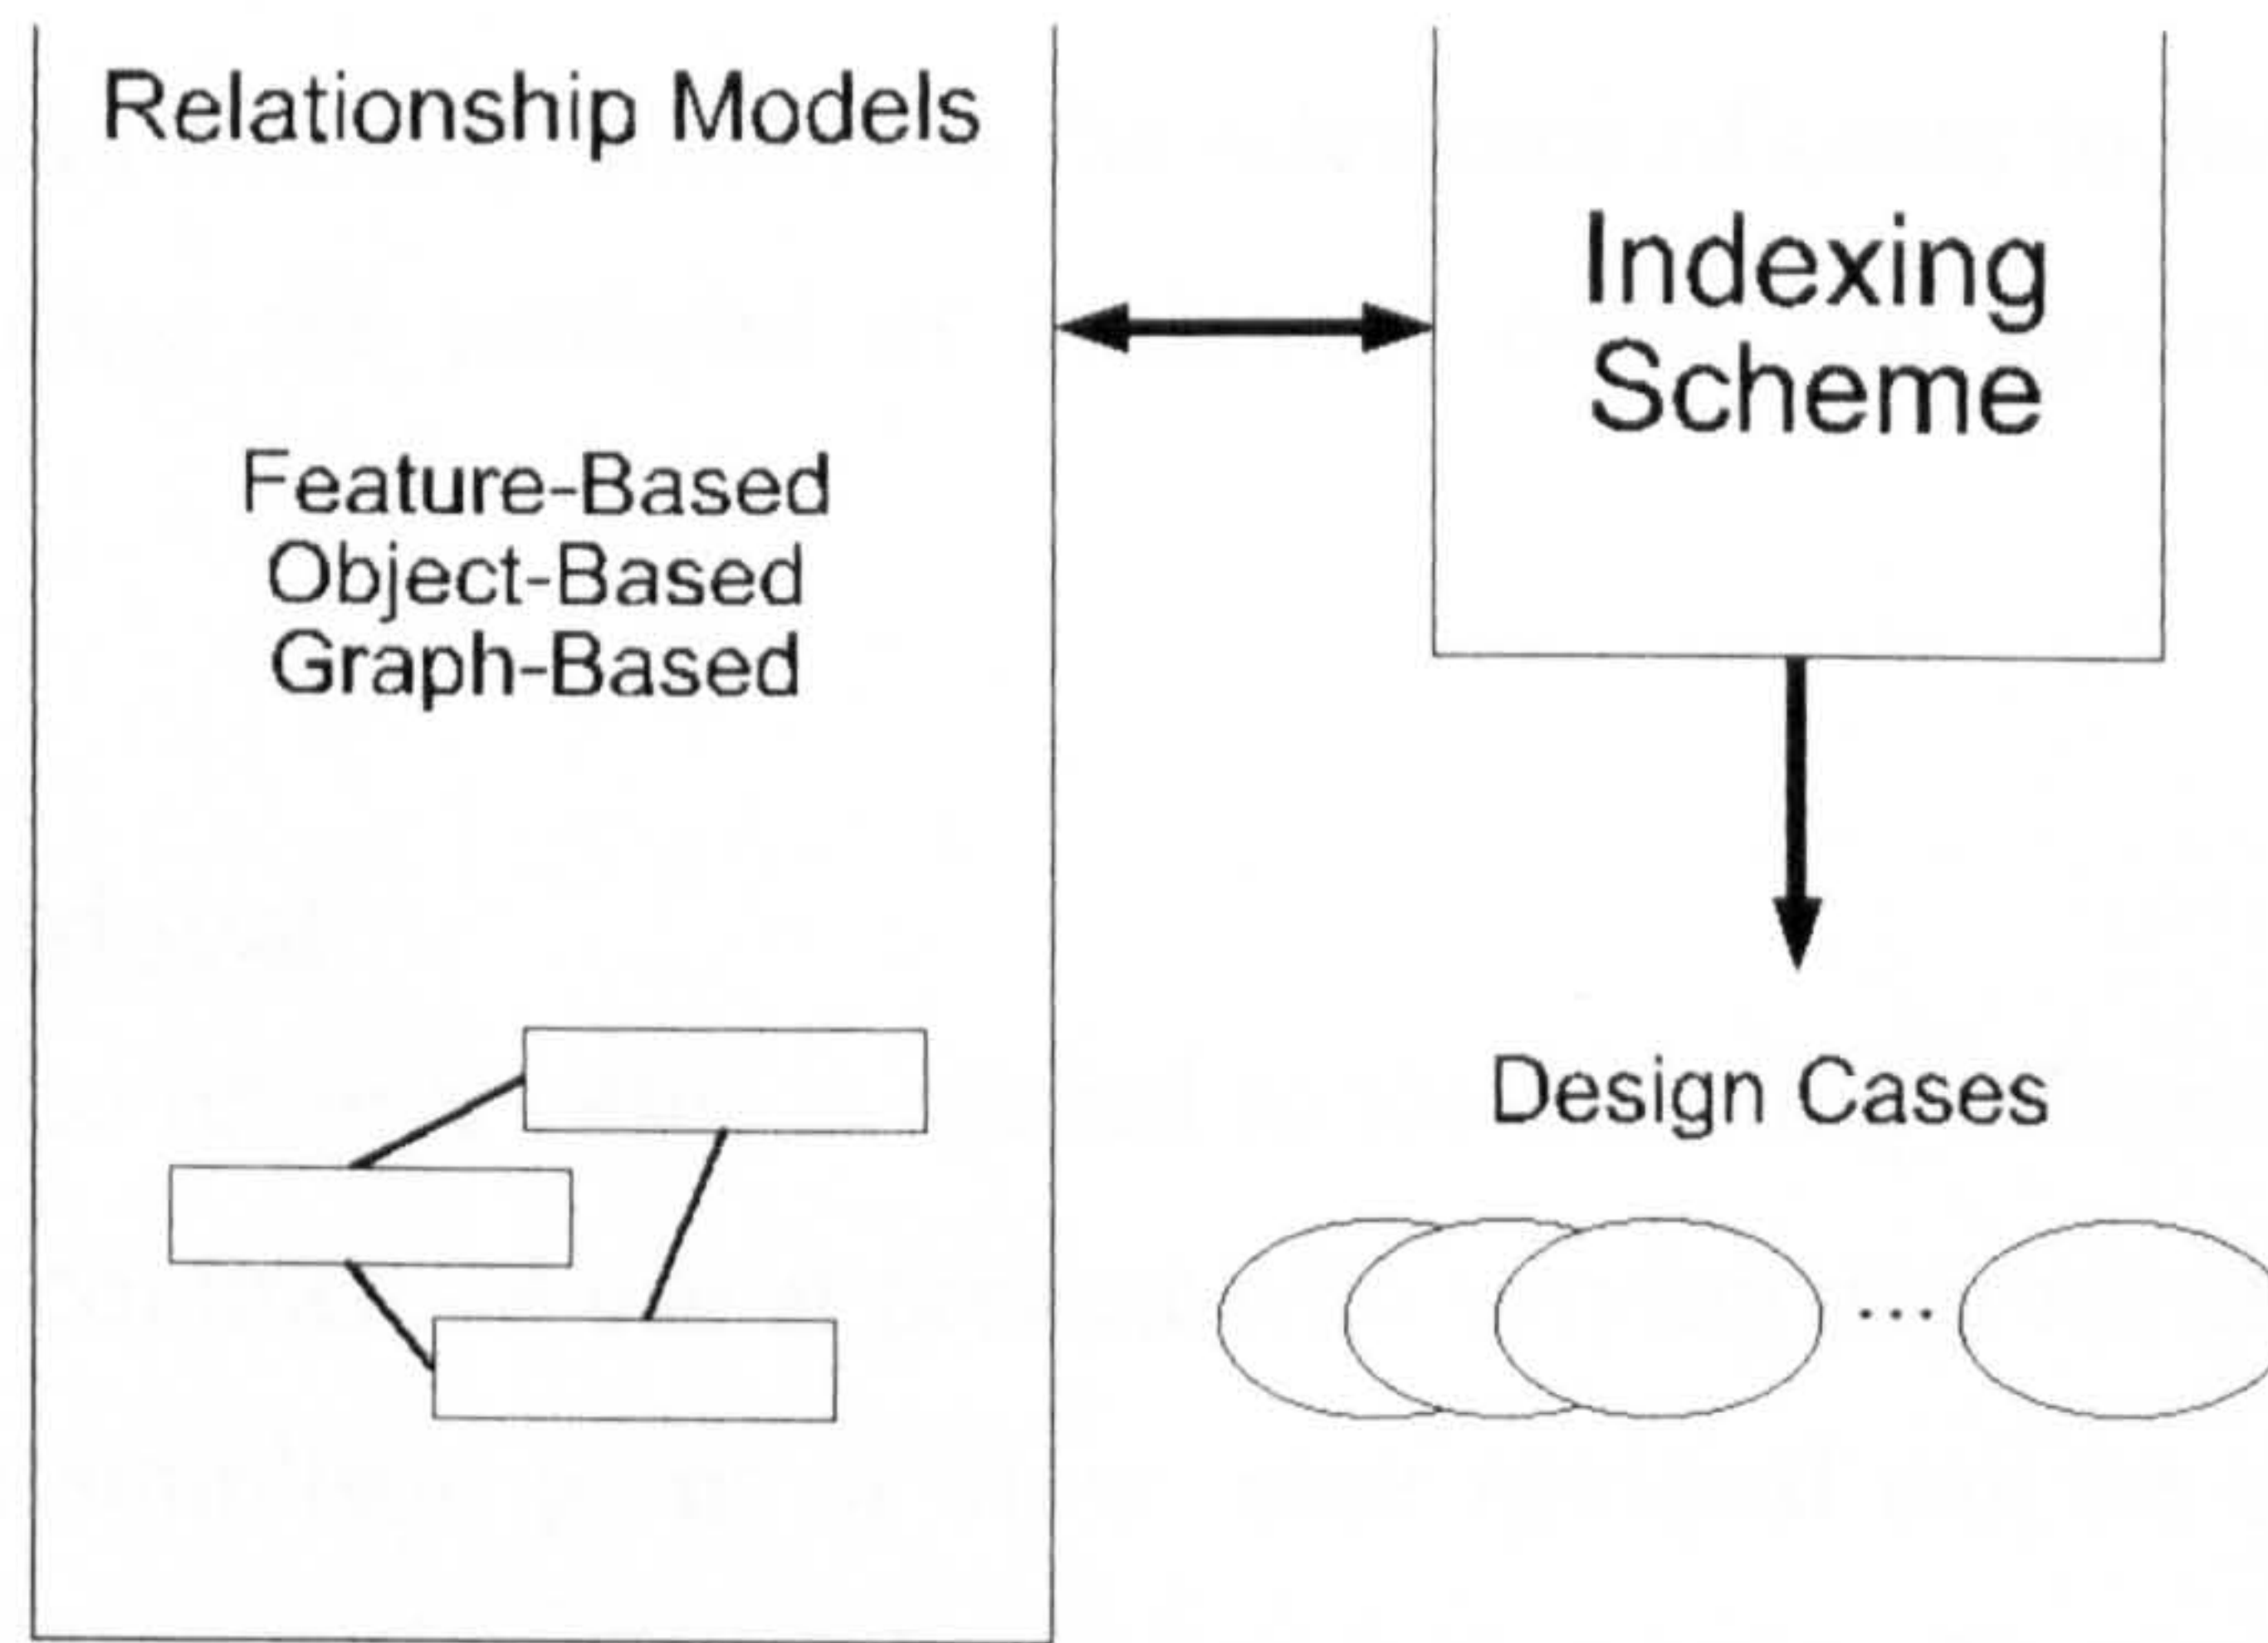 Relationship Models
Feature-Based
Object-Based
Graph-Based
Indexing
Scheme
Design Cases
...